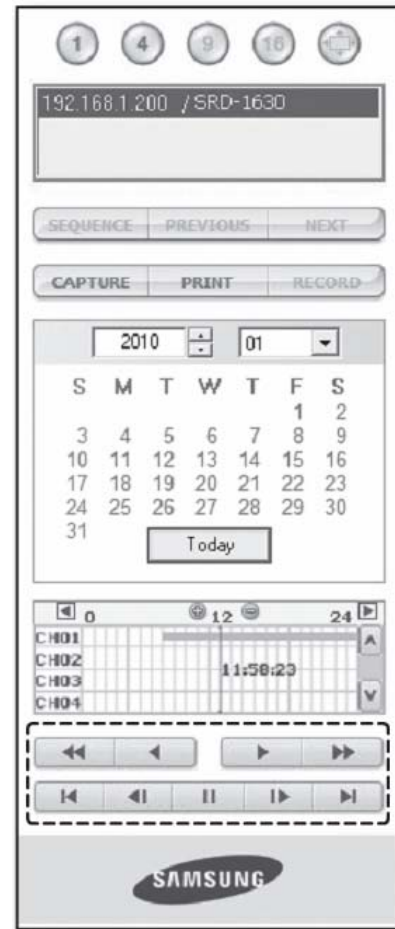 1 4 9 16
192.168.1.200 / SRD-1630
SEQUENCE PREVIOUS NEXT
CAPTURE PRINT RECORD
2010 01
S M T W T F S
1 2
3 4 5 6 7 8 9
10 11 12 13 14 15 16
17 18 19 20 21 22 23
24 25 26 27 28 29 30
31 Today
0 12 24
CH01
CH02
11:58:23
CH03
CH04
SAMSUNG